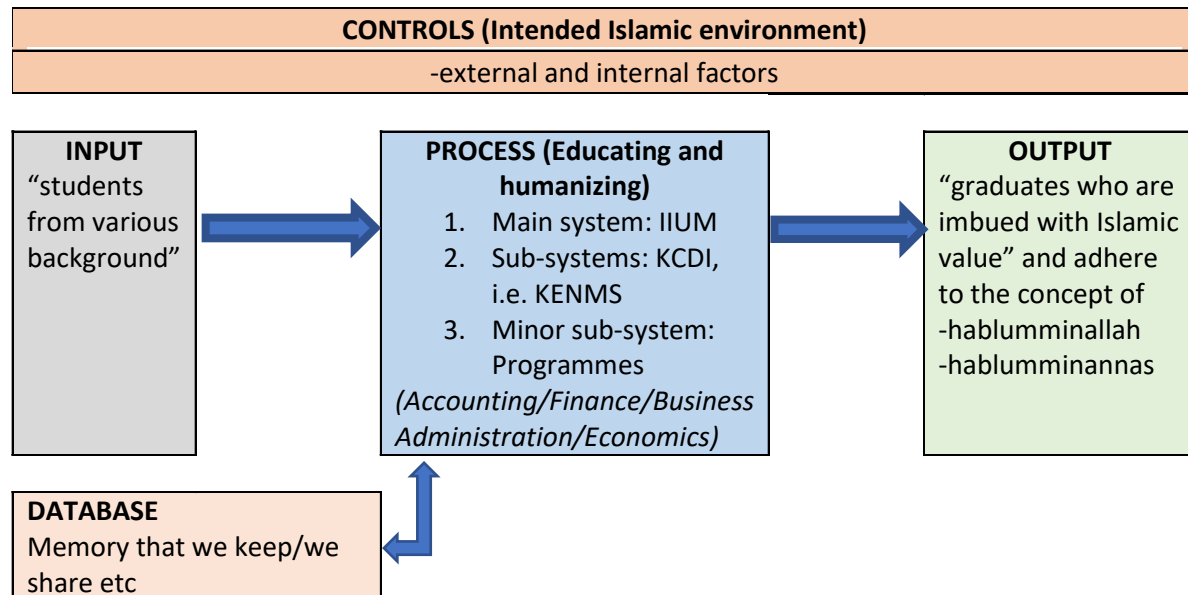 CONTROLS (Intended Islamic environment)
-external and internal factors
INPUT
“students
from various
background”
PROCESS (Educating and
humanizing)
1. Main system: IIUM
2. Sub-systems: KCDI,
i.e. KENMS
3. Minor sub-system:
Programmes
(Accounting/Finance/Business
Administration/Economics)
OUTPUT
“graduates who are
imbued with Islamic
value” and adhere
to the concept of
-hablumminallah
-hablumminannas
DATABASE
Memory that we keep/we
share etc